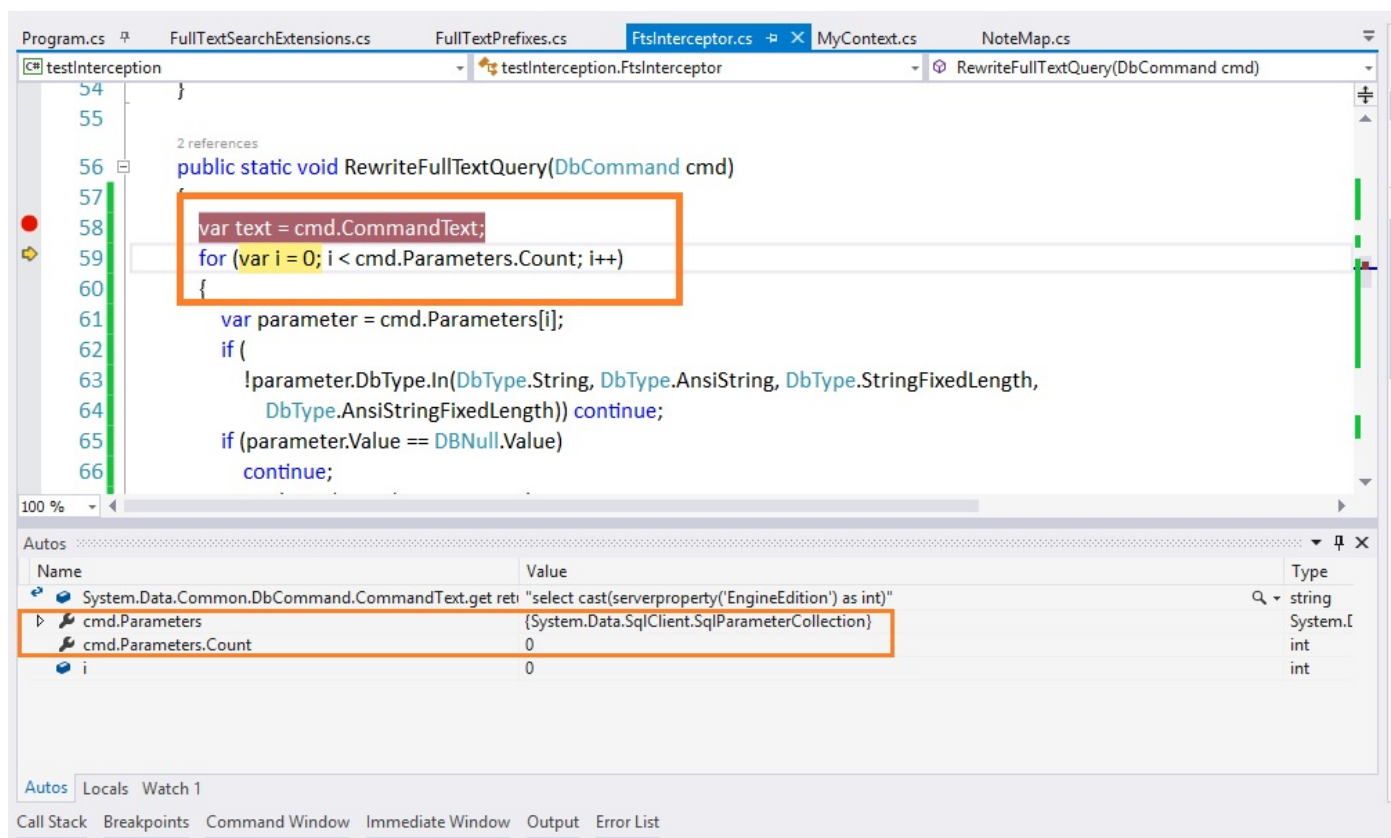 Program.cs FullTextSearchExtensions.cs FullTextPrefixes.cs FtsInterceptor.cs MyContext.cs NoteMap.cs
C# testInterception testInterception.FtsInterceptor RewriteFullTextQuery(DbCommand cmd)
54 }
55
2 references
56 public static void RewriteFullTextQuery(DbCommand cmd)
57 {
58 var text = cmd.CommandText;
59 for (var i = 0; i < cmd.Parameters.Count; i++)
60 {
61 var parameter = cmd.Parameters[i];
62 if (
63 !parameter.DbType.In(DbType.String, DbType.AnsiString, DbType.StringFixedLength,
64 DbType.AnsiStringFixedLength)) continue;
65 if (parameter.Value == DBNull.Value)
66 continue;
100 %
Autos
Name Value Type
System.Data.Common.DbCommand.CommandText.get ret "select cast(serverproperty('EngineEdition') as int)" string
cmd.Parameters {System.Data.SqlClient.SqlParameterCollection} System.D
cmd.Parameters.Count 0 int
i 0 int
Autos Locals Watch 1
Call Stack Breakpoints Command Window Immediate Window Output Error List